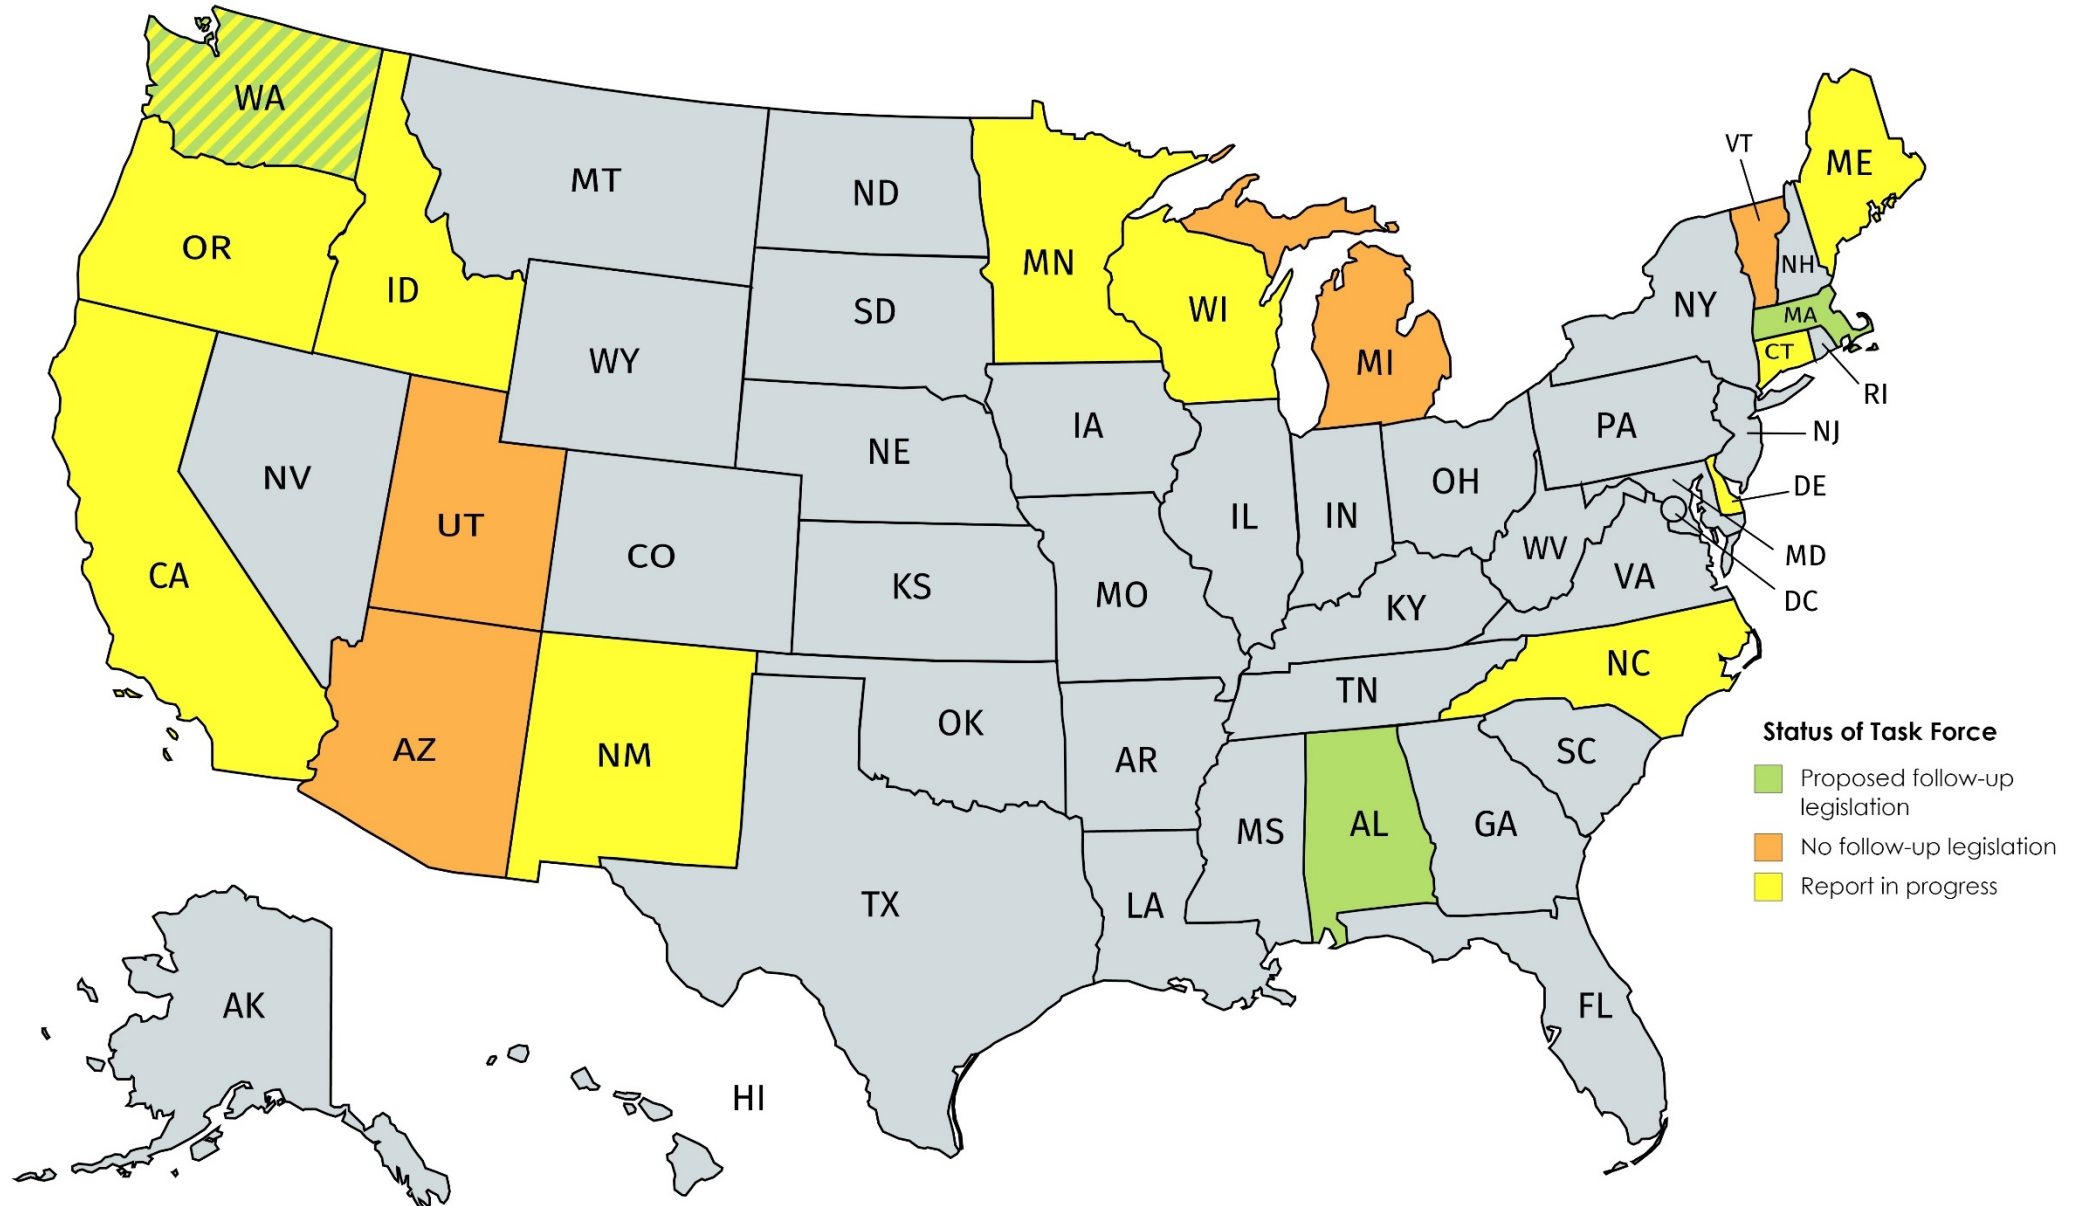 WA
MT
ND
MN
VT
ME
OR
ID
SD
WI
MI
NY
NH
MA
CT
RI
WY
IA
PA
NJ
NV
NE
IL
IN
OH
DE
UT
CO
KS
MO
WV
VA
MD
DC
CA
KY
NC
AZ
NM
OK
AR
TN
SC
MS
AL
GA
TX
LA
FL
AK
HI
Status of Task Force
Proposed follow-up
legislation
No follow-up legislation
Report in progress